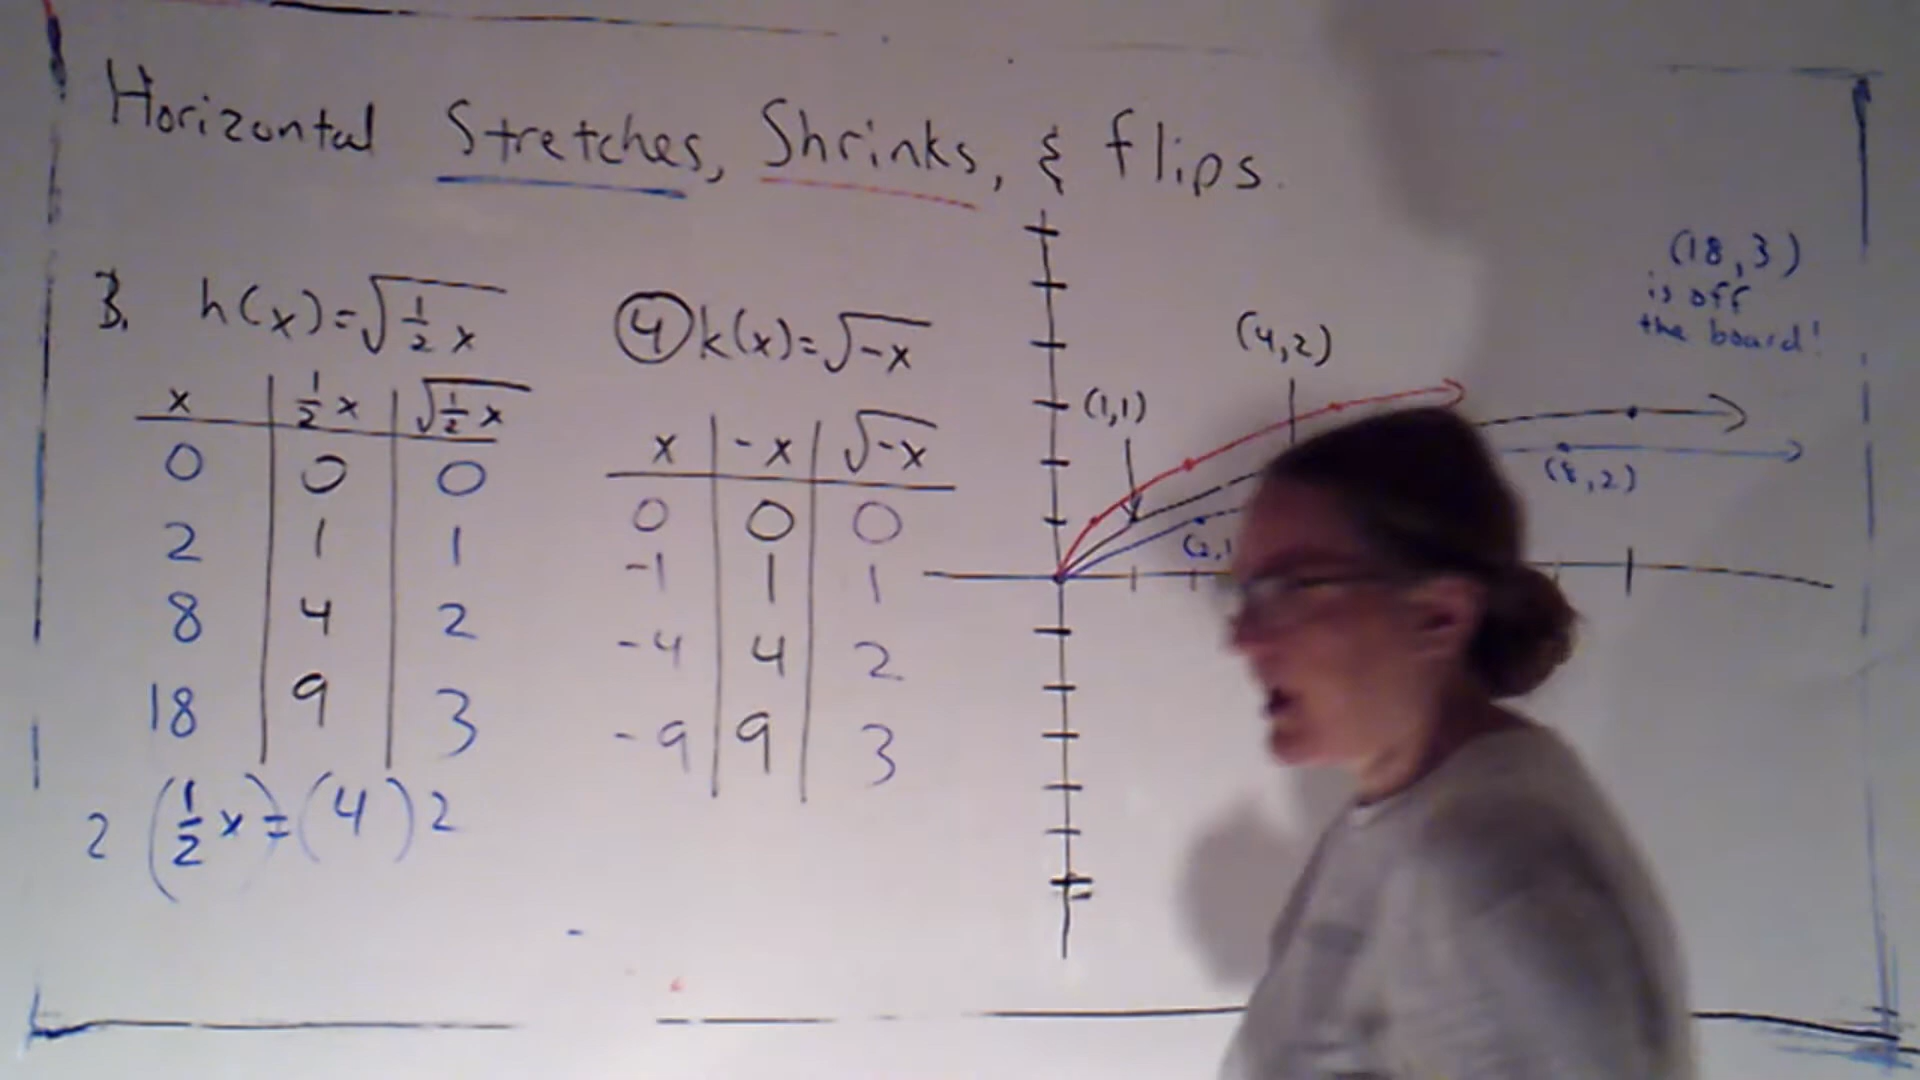 Horizontal Stretches, Shrinks, & flips.
3. h(x)=√(½x)
x | ½x | √(½x)
0 | 0 | 0
2 | 1 | 1
8 | 4 | 2
18 | 9 | 3
2 (½x) = (4) 2
④ k(x)=√-x
x | -x | √-x
0 | 0 | 0
-1 | 1 | 1
-4 | 4 | 2
-9 | 9 | 3
(18,3)
is off
the board!
(4,2)
(1,1)
(8,2)
(2,1